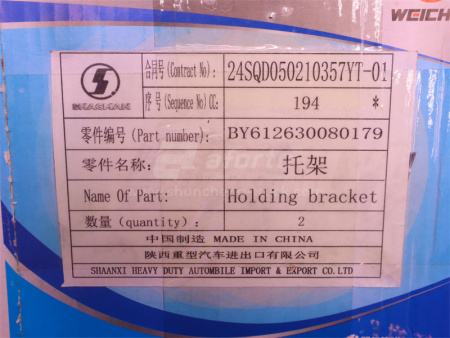 WEICH
SHACMAN
合同号(Contract No): 24SQD050210357YT-01
序 号(Sequence No)CG: 194 *
零件编号(Part number): BY612630080179
零件名称: 托架
Name Of Part: Holding bracket
数量(quantity): 2
中国制造 MADE IN CHINA
陕西重型汽车进出口有限公司
SHAANXI HEAVY DUTY AUTOMBILE IMPORT & EXPORT CO.LTD